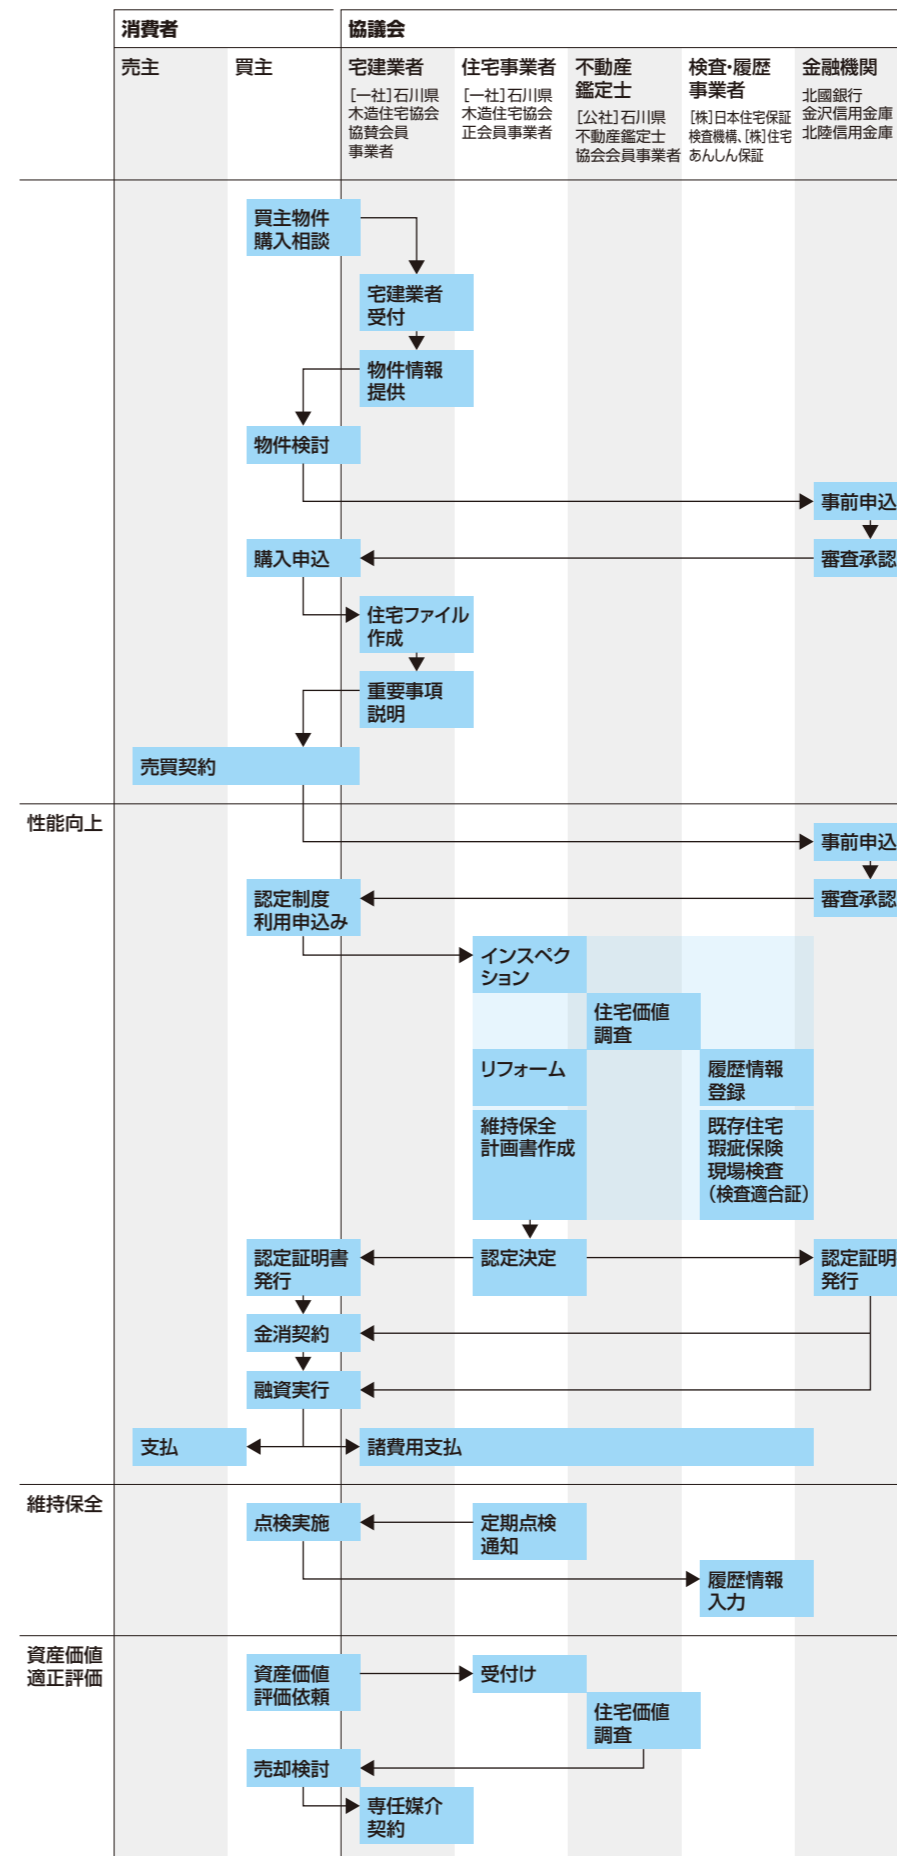 消費者
協議会
売主
買主
宅建業者
[一社]石川県
木造住宅協会
協賛会員
事業者
住宅事業者
[一社]石川県
木造住宅協会
正会員事業者
不動産
鑑定士
[公社]石川県
不動産鑑定士
協会会員事業者
検査・履歴
事業者
[株]日本住宅保証
検査機構、[株]住宅
あんしん保証
金融機関
北國銀行
金沢信用金庫
北陸信用金庫
買主物件
購入相談
宅建業者
受付
物件情報
提供
物件検討
事前申込
購入申込
審査承認
住宅ファイル
作成
重要事項
説明
売買契約
性能向上
事前申込
認定制度
利用申込み
審査承認
インスペク
ション
住宅価値
調査
リフォーム
履歴情報
登録
維持保全
計画書作成
既存住宅
瑕疵保険
現場検査
(検査適合証)
認定証明書
発行
認定決定
認定証明
発行
金消契約
融資実行
支払
諸費用支払
維持保全
点検実施
定期点検
通知
履歴情報
入力
資産価値
適正評価
資産価値
評価依頼
受付け
住宅価値
調査
売却検討
専任媒介
契約